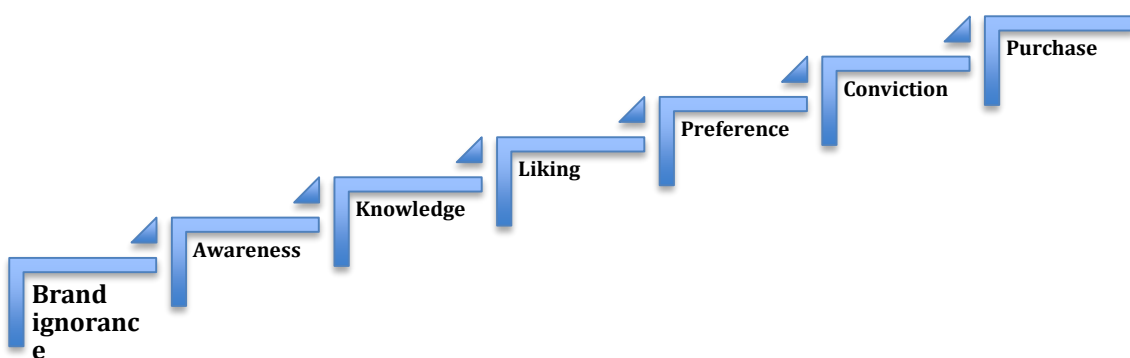 Brand
ignoranc
e
Awareness
Knowledge
Liking
Preference
Conviction
Purchase